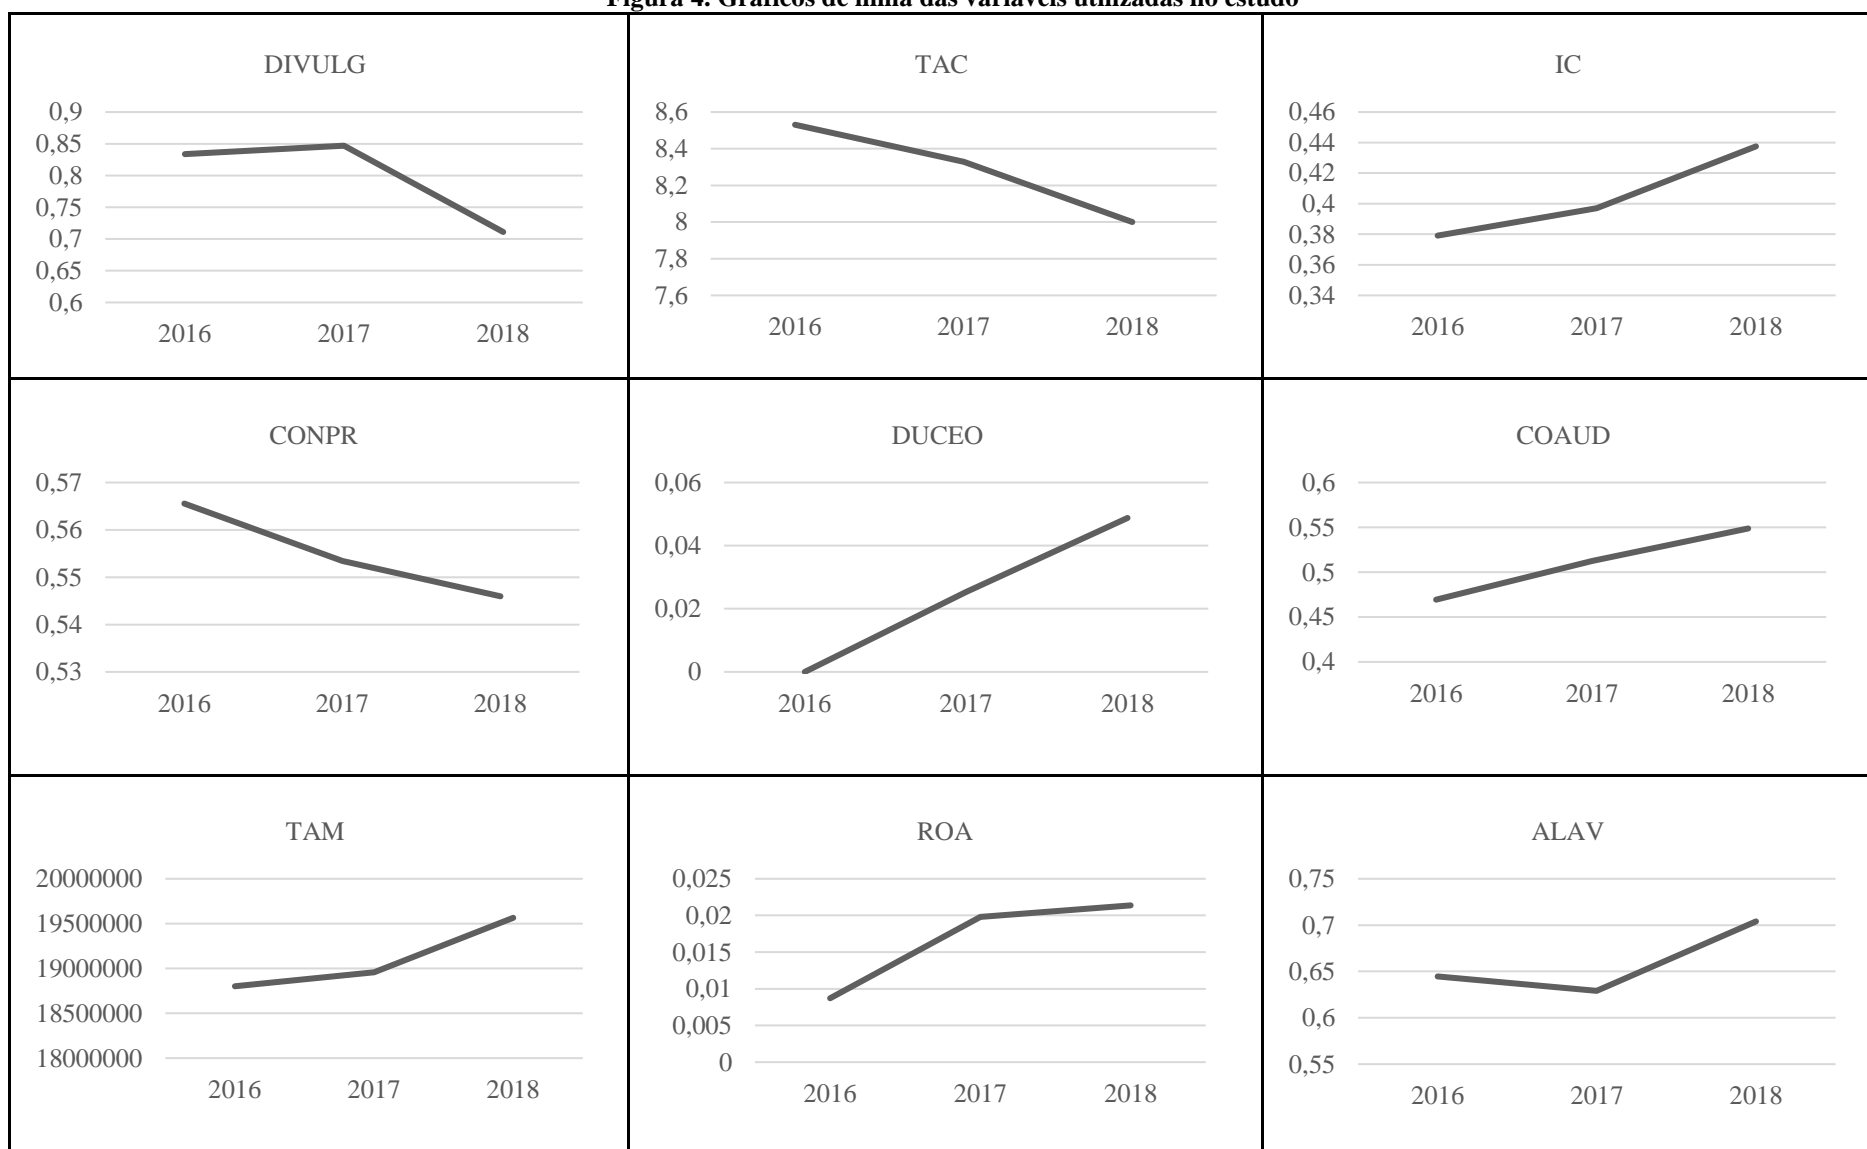 Figura 4. Gráficos de linha das variáveis utilizadas no estudo
DIVULG
0,9
0,85
0,8
0,75
0,7
0,65
0,6
2016 2017 2018
TAC
8,6
8,4
8,2
8
7,8
7,6
2016 2017 2018
IC
0,46
0,44
0,42
0,4
0,38
0,36
0,34
2016 2017 2018
CONPR
0,57
0,56
0,55
0,54
0,53
2016 2017 2018
DUCEO
0,06
0,04
0,02
0
2016 2017 2018
COAUD
0,6
0,55
0,5
0,45
0,4
2016 2017 2018
TAM
20000000
19500000
19000000
18500000
18000000
2016 2017 2018
ROA
0,025
0,02
0,015
0,01
0,005
0
2016 2017 2018
ALAV
0,75
0,7
0,65
0,6
0,55
2016 2017 2018